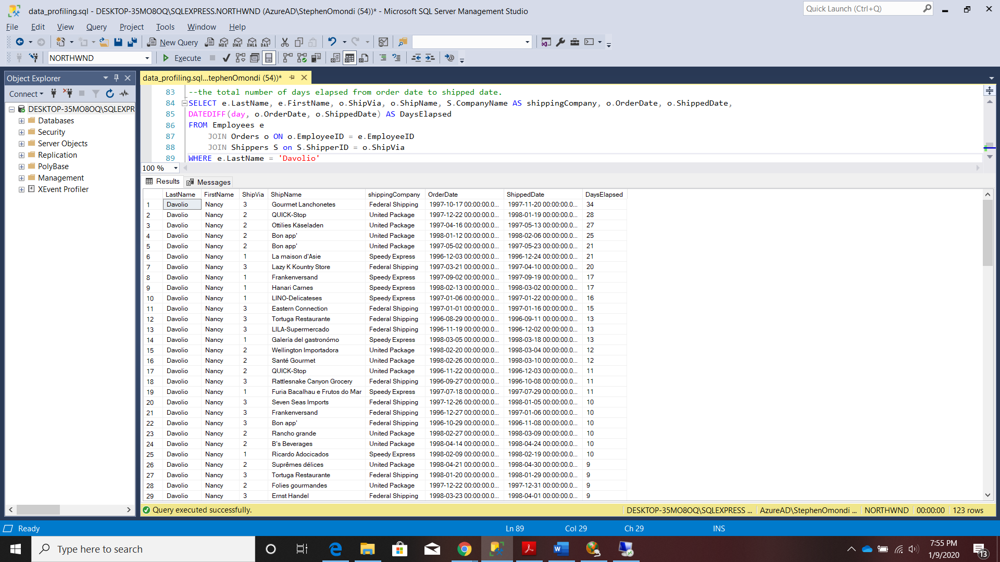 data_profiling.sql - DESKTOP-35MO8OQ\SQLEXPRESS.NORTHWND (AzureAD\StephenOmondi (54))* - Microsoft SQL Server Management Studio
Quick Launch (Ctrl+Q)
File Edit View Query Project Tools Window Help
New Query MDX DMX XMLA DAX
NORTHWND Execute
Object Explorer
Connect
DESKTOP-35MO8OQ\SQLEXPR
Databases
Security
Server Objects
Replication
PolyBase
Management
XEvent Profiler
data_profiling.sql...tephenOmondi (54))*
83 --the total number of days elapsed from order date to shipped date.
84 SELECT e.LastName, e.FirstName, o.ShipVia, o.ShipName, S.CompanyName AS shippingCompany, o.OrderDate, o.ShippedDate,
85 DATEDIFF(day, o.OrderDate, o.ShippedDate) AS DaysElapsed
86 FROM Employees e
87 JOIN Orders o ON o.EmployeeID = e.EmployeeID
88 JOIN Shippers S on S.ShipperID = o.ShipVia
89 WHERE e.LastName = 'Davolio'
100 %
Results Messages
LastName FirstName ShipVia ShipName shippingCompany OrderDate ShippedDate DaysElapsed
1 Davolio Nancy 3 Gourmet Lanchonetes Federal Shipping 1997-10-17 00:00:00.0... 1997-11-20 00:00:00.0... 34
2 Davolio Nancy 2 QUICK-Stop United Package 1997-12-22 00:00:00.0... 1998-01-19 00:00:00.0... 28
3 Davolio Nancy 2 Ottilies Käseladen United Package 1997-04-16 00:00:00.0... 1997-05-13 00:00:00.0... 27
4 Davolio Nancy 2 Bon app' United Package 1998-01-12 00:00:00.0... 1998-02-06 00:00:00.0... 25
5 Davolio Nancy 2 Bon app' United Package 1997-05-02 00:00:00.0... 1997-05-23 00:00:00.0... 21
6 Davolio Nancy 1 La maison d'Asie Speedy Express 1996-12-03 00:00:00.0... 1996-12-24 00:00:00.0... 21
7 Davolio Nancy 3 Lazy K Kountry Store Federal Shipping 1997-03-21 00:00:00.0... 1997-04-10 00:00:00.0... 20
8 Davolio Nancy 1 Frankenversand Speedy Express 1997-09-02 00:00:00.0... 1997-09-19 00:00:00.0... 17
9 Davolio Nancy 1 Hanari Carnes Speedy Express 1998-02-13 00:00:00.0... 1998-03-02 00:00:00.0... 17
10 Davolio Nancy 1 LINO-Delicateses Speedy Express 1997-01-06 00:00:00.0... 1997-01-22 00:00:00.0... 16
11 Davolio Nancy 3 Eastern Connection Federal Shipping 1997-01-01 00:00:00.0... 1997-01-16 00:00:00.0... 15
12 Davolio Nancy 3 Tortuga Restaurante Federal Shipping 1996-08-29 00:00:00.0... 1996-09-11 00:00:00.0... 13
13 Davolio Nancy 3 LILA-Supermercado Federal Shipping 1996-11-19 00:00:00.0... 1996-12-02 00:00:00.0... 13
14 Davolio Nancy 1 Galería del gastronómo Speedy Express 1998-03-05 00:00:00.0... 1998-03-18 00:00:00.0... 13
15 Davolio Nancy 2 Wellington Importadora United Package 1998-02-20 00:00:00.0... 1998-03-04 00:00:00.0... 12
16 Davolio Nancy 2 Santé Gourmet United Package 1998-02-26 00:00:00.0... 1998-03-10 00:00:00.0... 12
17 Davolio Nancy 2 QUICK-Stop United Package 1996-11-22 00:00:00.0... 1996-12-03 00:00:00.0... 11
18 Davolio Nancy 3 Rattlesnake Canyon Grocery Federal Shipping 1996-09-27 00:00:00.0... 1996-10-08 00:00:00.0... 11
19 Davolio Nancy 1 Furia Bacalhau e Frutos do Mar Speedy Express 1997-07-18 00:00:00.0... 1997-07-29 00:00:00.0... 11
20 Davolio Nancy 3 Seven Seas Imports Federal Shipping 1997-12-26 00:00:00.0... 1998-01-05 00:00:00.0... 10
21 Davolio Nancy 3 Frankenversand Federal Shipping 1996-12-27 00:00:00.0... 1997-01-06 00:00:00.0... 10
22 Davolio Nancy 3 Bon app' Federal Shipping 1996-10-29 00:00:00.0... 1996-11-08 00:00:00.0... 10
23 Davolio Nancy 2 Rancho grande United Package 1998-02-27 00:00:00.0... 1998-03-09 00:00:00.0... 10
24 Davolio Nancy 2 B's Beverages United Package 1998-04-14 00:00:00.0... 1998-04-24 00:00:00.0... 10
25 Davolio Nancy 1 Ricardo Adocicados Speedy Express 1998-02-09 00:00:00.0... 1998-02-19 00:00:00.0... 10
26 Davolio Nancy 2 Suprêmes délices United Package 1998-04-21 00:00:00.0... 1998-04-30 00:00:00.0... 9
27 Davolio Nancy 3 Tortuga Restaurante Federal Shipping 1998-01-20 00:00:00.0... 1998-01-29 00:00:00.0... 9
28 Davolio Nancy 2 Folies gourmandes United Package 1997-12-22 00:00:00.0... 1997-12-31 00:00:00.0... 9
29 Davolio Nancy 3 Ernst Handel Federal Shipping 1998-03-23 00:00:00.0... 1998-04-01 00:00:00.0... 9
Query executed successfully. DESKTOP-35MO8OQ\SQLEXPRESS ... AzureAD\StephenOmondi ... NORTHWND 00:00:00 123 rows
Ready Ln 89 Col 29 Ch 29 INS
Type here to search
7:55 PM
1/9/2020
13